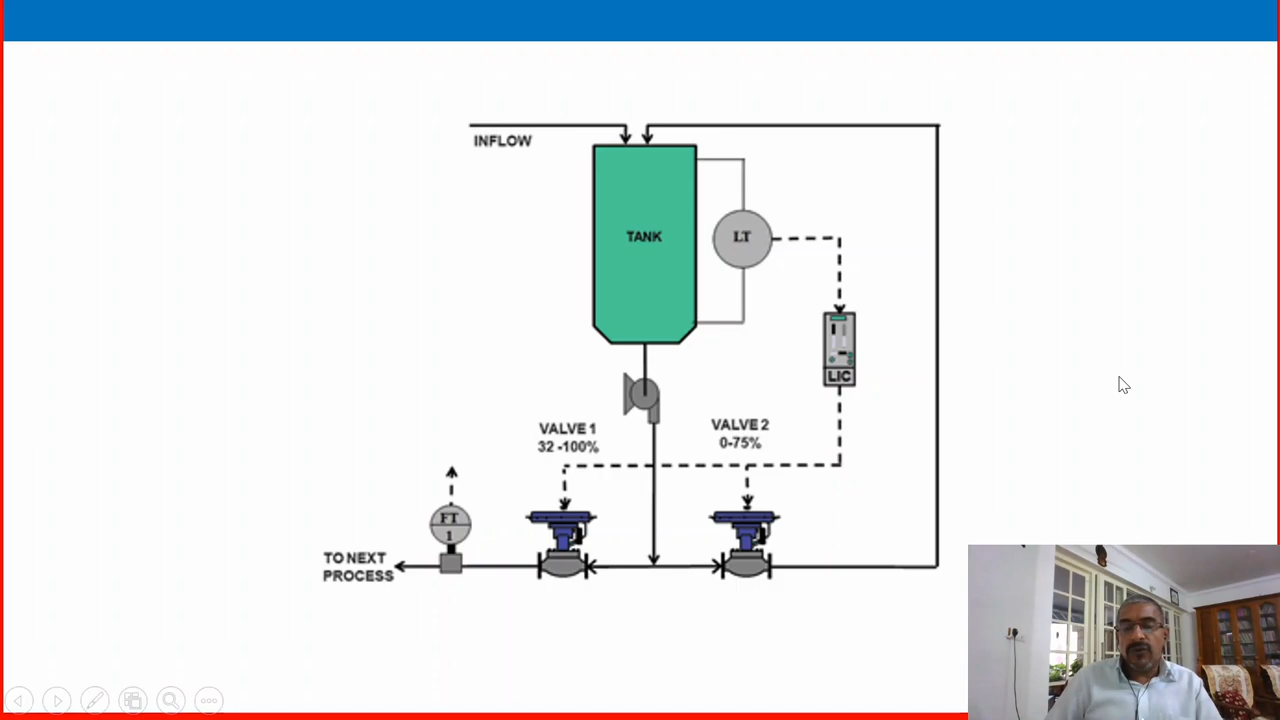 INFLOW
TANK
LT
LIC
VALVE 1
32 -100%
VALVE 2
0-75%
FT
1
TO NEXT
PROCESS